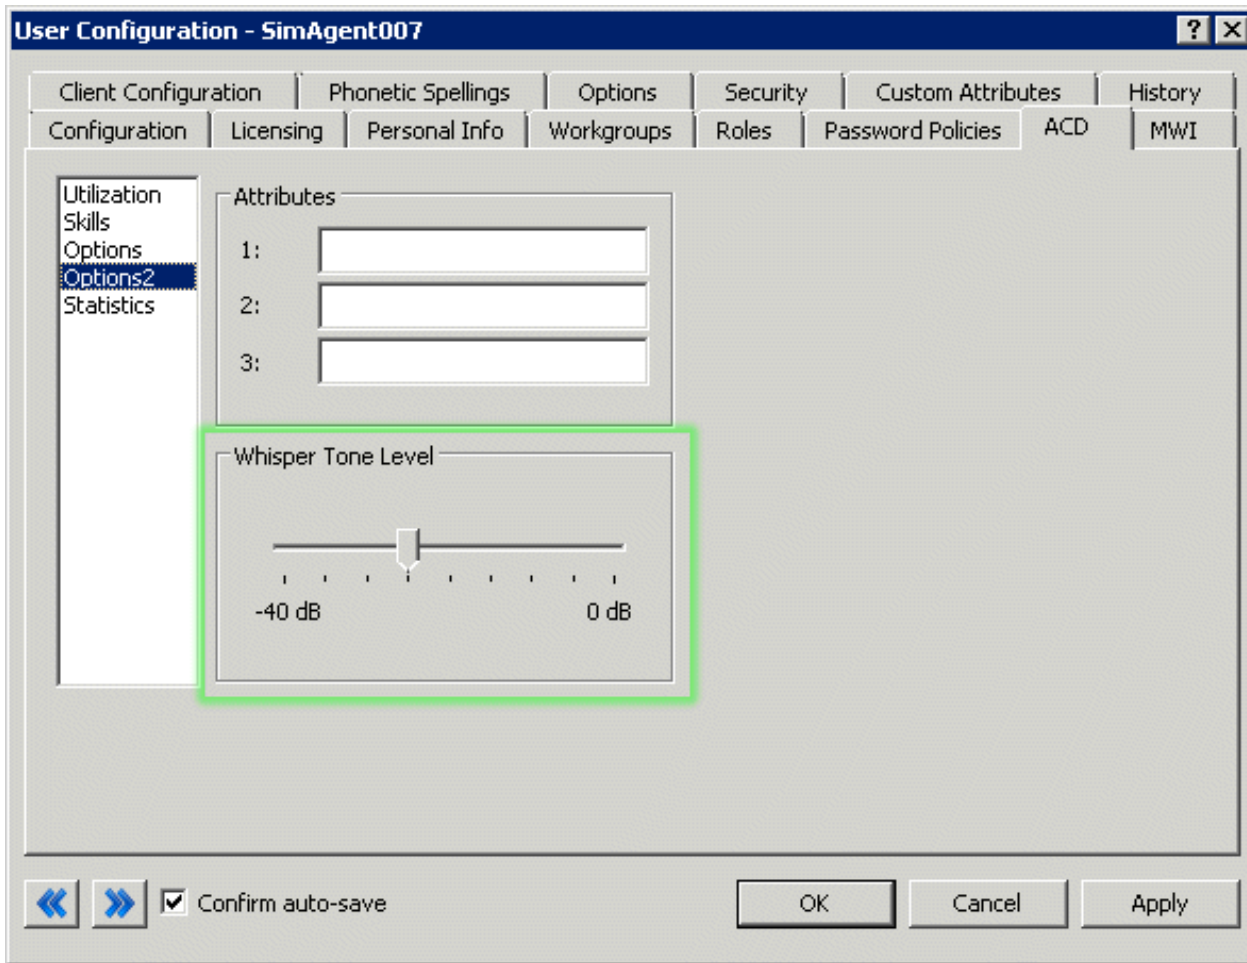 User Configuration - SimAgent007
Client Configuration Phonetic Spellings Options Security Custom Attributes History
Configuration Licensing Personal Info Workgroups Roles Password Policies ACD MWI
Utilization
Skills
Options
Options2
Statistics
Attributes
1:
2:
3:
Whisper Tone Level
-40 dB 0 dB
Confirm auto-save
OK Cancel Apply